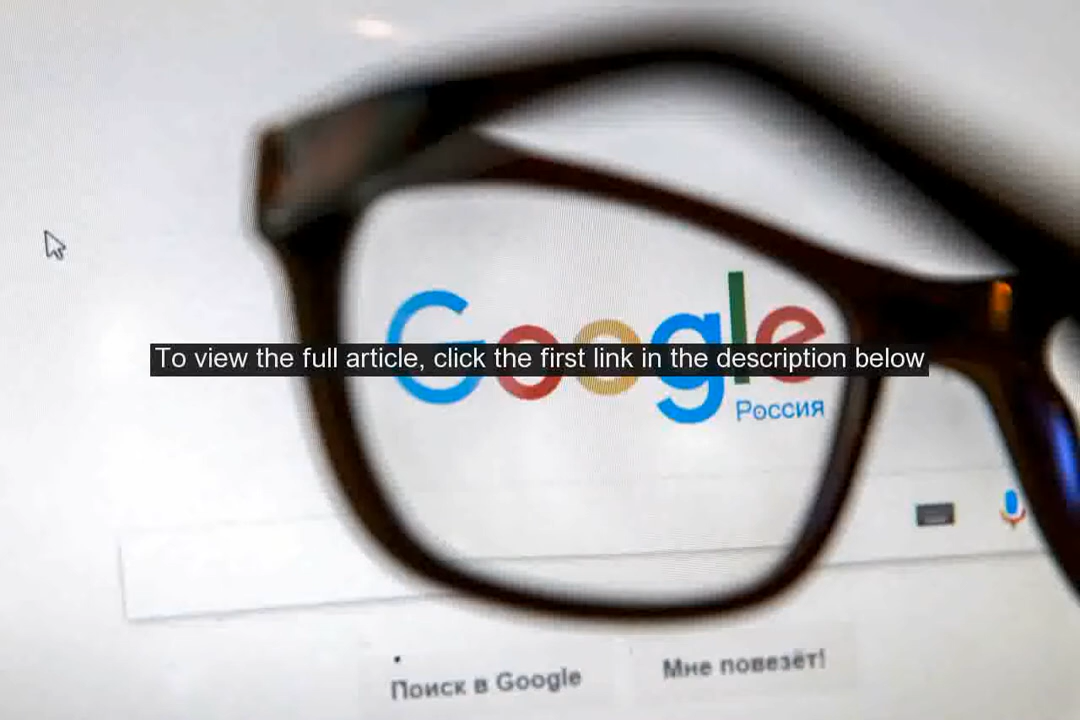 Google
To view the full article, click the first link in the description below
Россия
Поиск в Google
Мне повезёт!